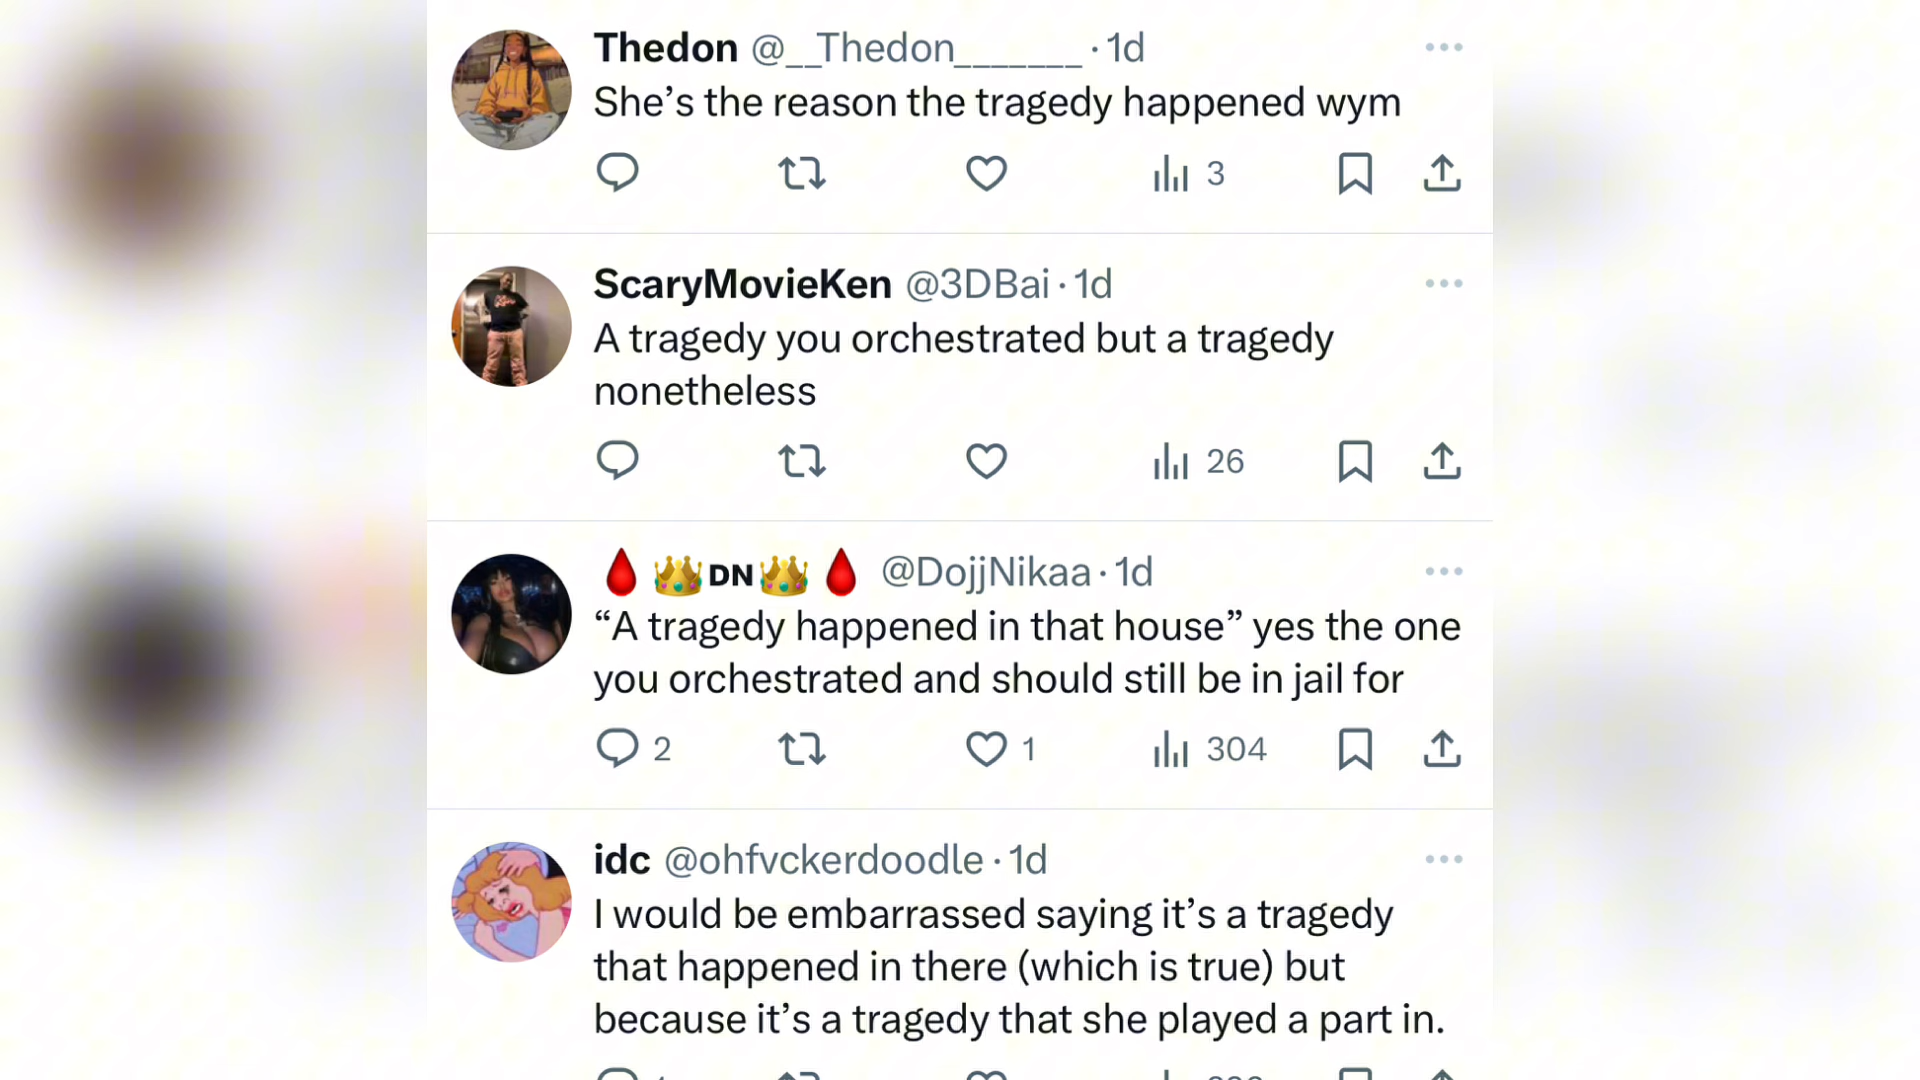 Thedon @__Thedon_______ · 1d
She’s the reason the tragedy happened wym
3
ScaryMovieKen @3DBai · 1d
A tragedy you orchestrated but a tragedy
nonetheless
26
🩸👑DN👑🩸 @DojjNikaa · 1d
“A tragedy happened in that house” yes the one
you orchestrated and should still be in jail for
2 1 304
idc @ohfvckerdoodle · 1d
I would be embarrassed saying it’s a tragedy
that happened in there (which is true) but
because it’s a tragedy that she played a part in.